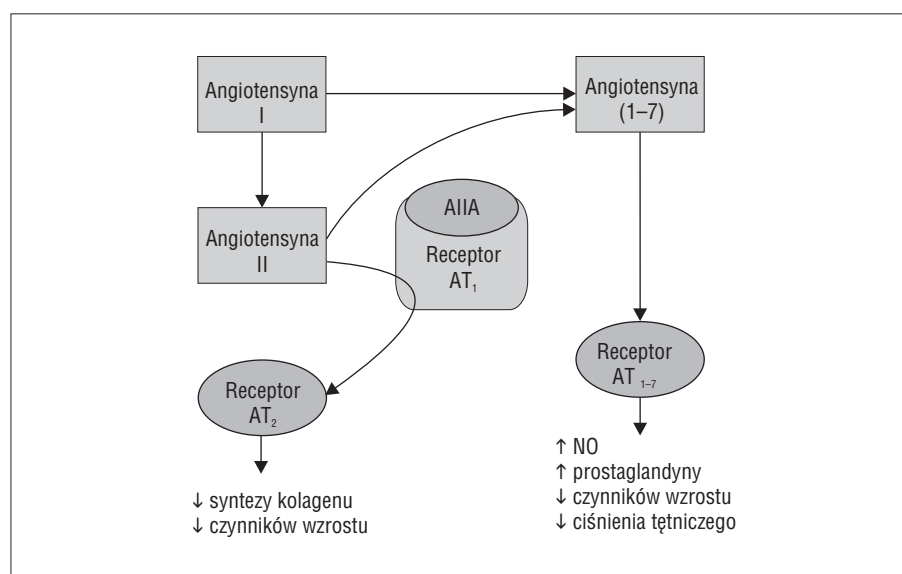 Angiotensyna
I
Angiotensyna
(1–7)
AIIA
Receptor
AT1
Angiotensyna
II
Receptor
AT 1–7
Receptor
AT2
↑ NO
↑ prostaglandyny
↓ czynników wzrostu
↓ ciśnienia tętniczego
↓ syntezy kolagenu
↓ czynników wzrostu